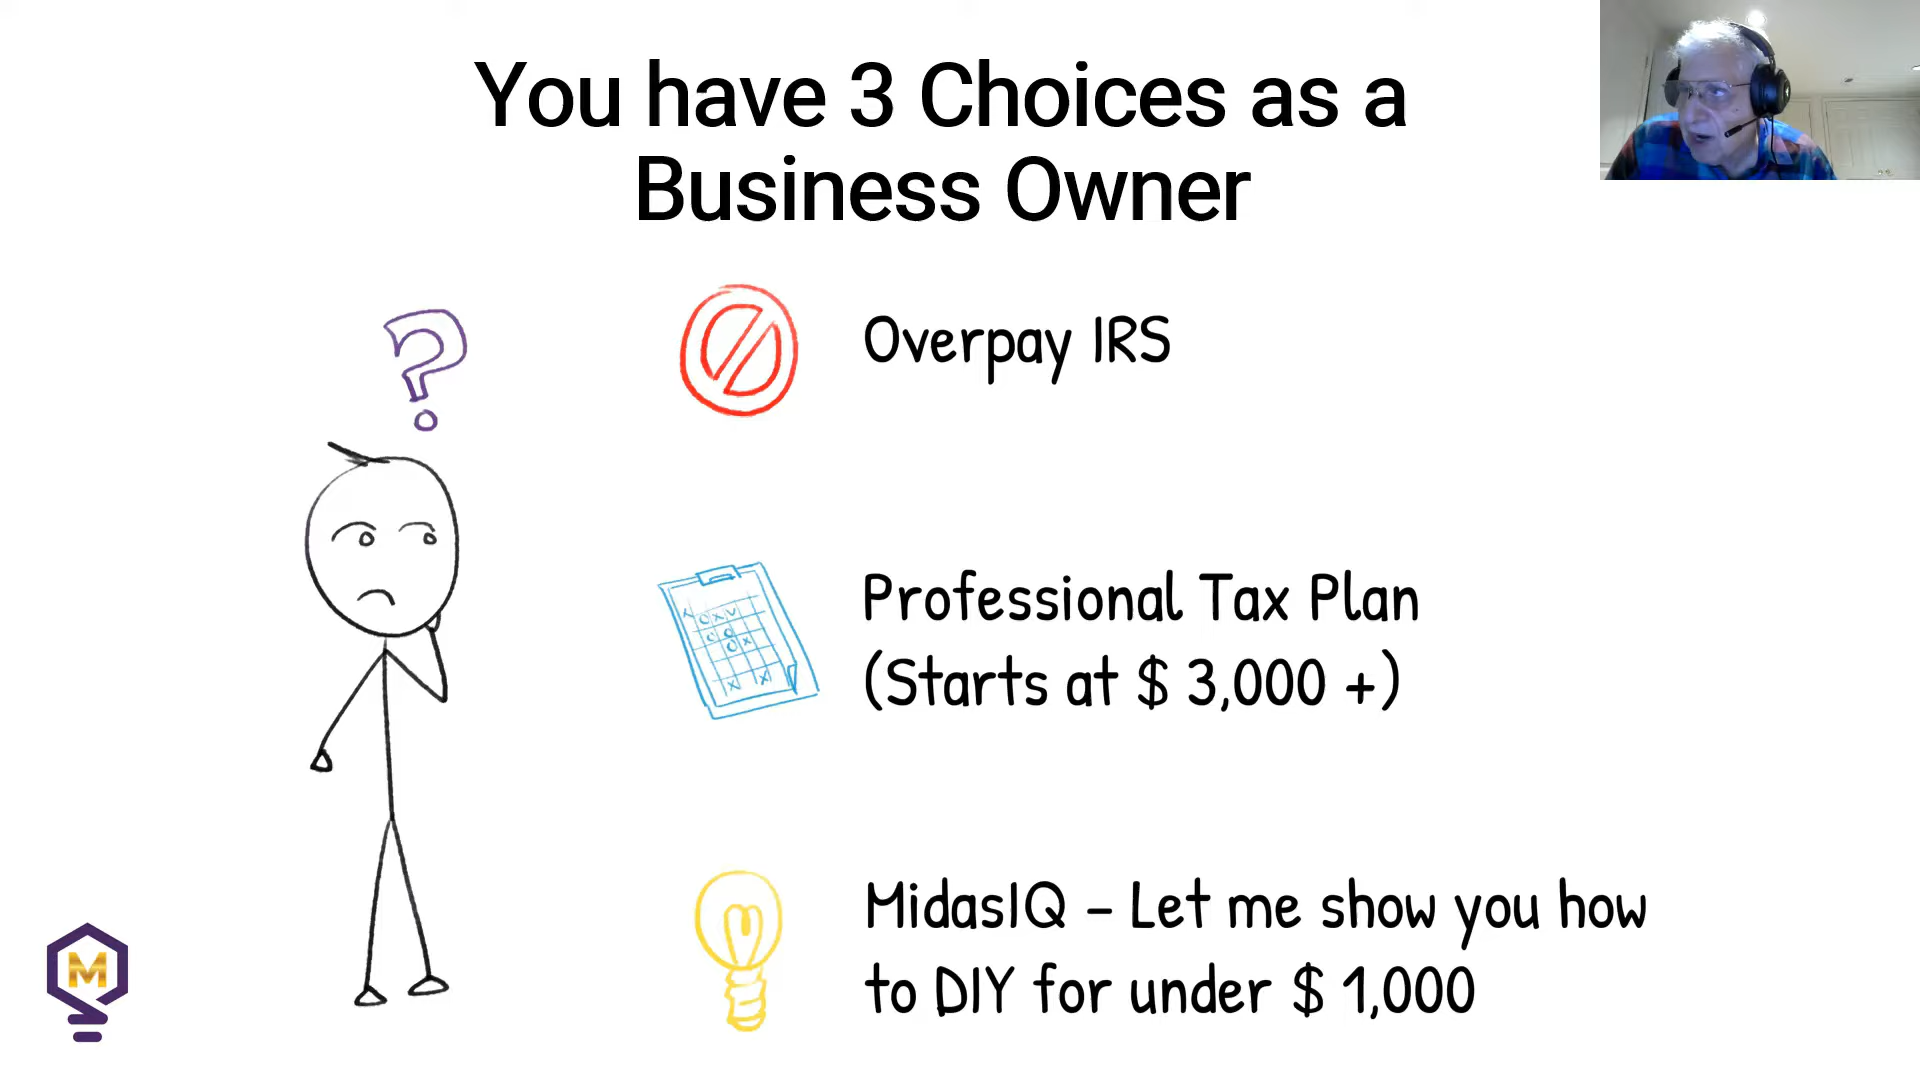 You have 3 Choices as a
Business Owner
Overpay IRS
Professional Tax Plan
(Starts at $ 3,000 +)
MidasIQ – Let me show you how
to DIY for under $ 1,000
M